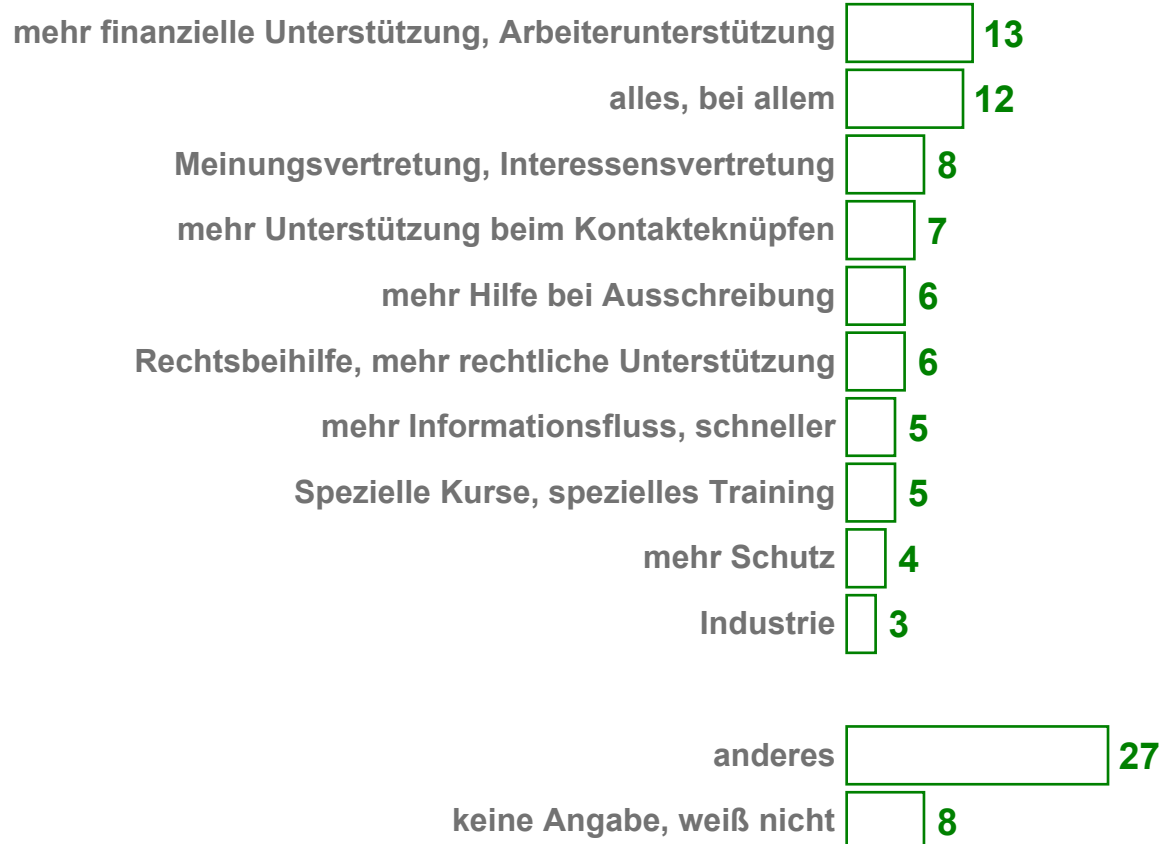 mehr finanzielle Unterstützung, Arbeiterunterstützung 13
alles, bei allem 12
Meinungsvertretung, Interessensvertretung 8
mehr Unterstützung beim Kontakteknüpfen 7
mehr Hilfe bei Ausschreibung 6
Rechtsbeihilfe, mehr rechtliche Unterstützung 6
mehr Informationsfluss, schneller 5
Spezielle Kurse, spezielles Training 5
mehr Schutz 4
Industrie 3
anderes 27
keine Angabe, weiß nicht 8